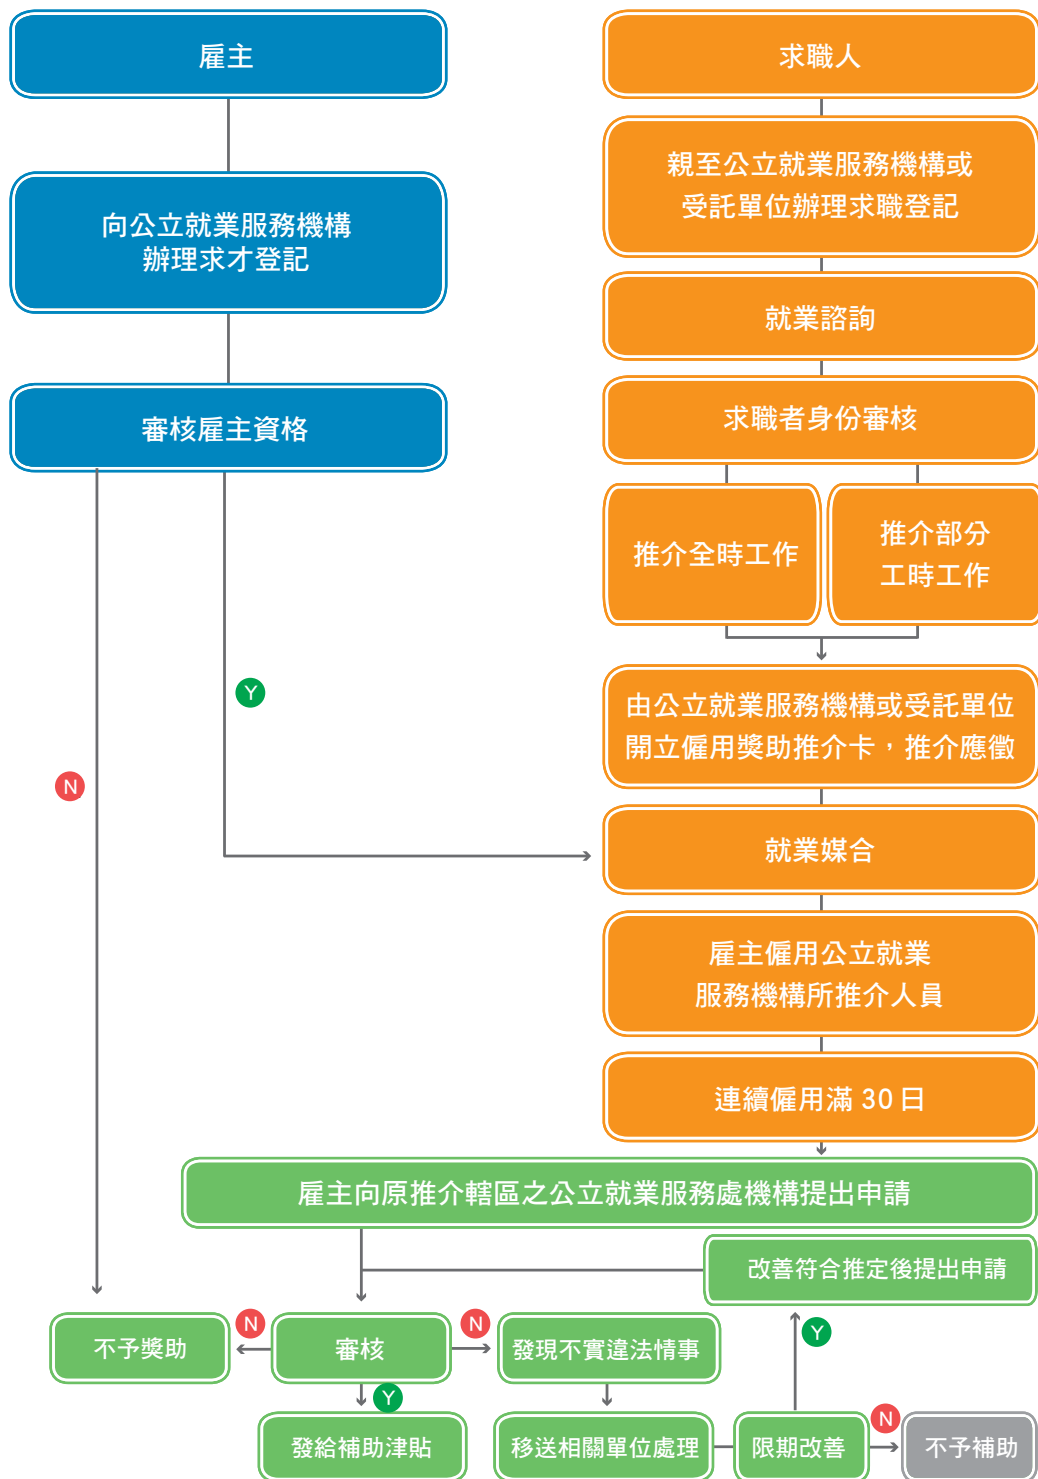 雇主
向公立就業服務機構
辦理求才登記
審核雇主資格
N
Y
求職人
親至公立就業服務機構或
受託單位辦理求職登記
就業諮詢
求職者身份審核
推介全時工作
推介部分
工時工作
由公立就業服務機構或受託單位
開立僱用獎助推介卡，推介應徵
就業媒合
雇主僱用公立就業
服務機構所推介人員
連續僱用滿 30 日
雇主向原推介轄區之公立就業服務處機構提出申請
改善符合推定後提出申請
不予獎助
N
審核
N
發現不實違法情事
Y
Y
發給補助津貼
移送相關單位處理
限期改善
N
不予補助